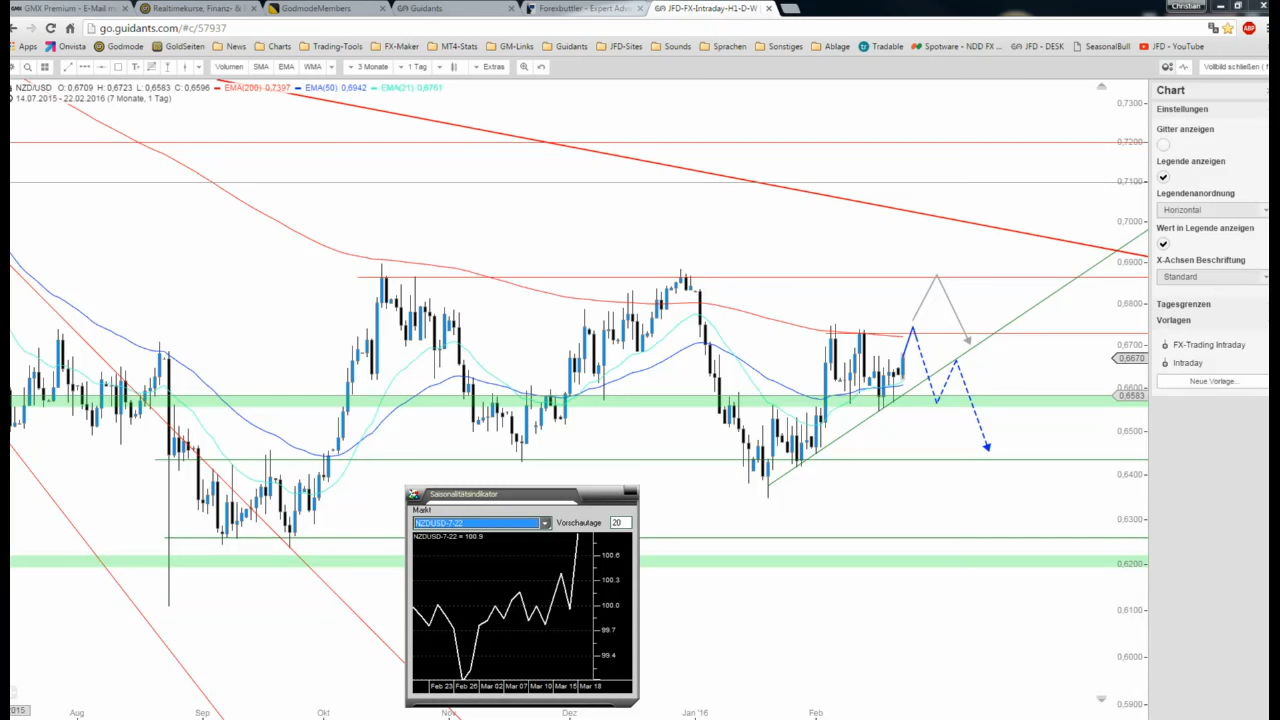 GMX Premium - E-Mail m × Realtimekurse, Finanz- & × GodmodeMembers × Guidants × Forexbuttler - Expert Adve × JFD-FX-Intraday-H1-D-W × Christian
go.guidants.com/#c/57937
Apps Onvista Godmode GoldSeiten News Charts Trading-Tools FX-Maker MT4-Stats GM-Links Guidants JFD-Sites Sounds Sprachen Sonstiges Ablage Tradable Spotware - NDD FX ... JFD - DESK SeasonalBull JFD - YouTube
Volumen SMA EMA WMA 3 Monate 1 Tag Extras Vollbild schließen (
NZD/USD O: 0,6709 H: 0,6723 L: 0,6583 C: 0,6596 EMA(200) 0,7397 EMA(50) 0,6942 EMA(21) 0,6761
14.07.2015 - 22.02.2016 (7 Monate, 1 Tag)
0,7300
0,7200
0,7100
0,7000
0,6900
0,6800
0,6700
0,6670
0,6600
0,6583
0,6500
0,6400
0,6300
0,6200
0,6100
0,6000
0,5900
Chart
Einstellungen
Gitter anzeigen
Legende anzeigen
Legendenanordnung
Horizontal
Wert in Legende anzeigen
X-Achsen Beschriftung
Standard
Tagesgrenzen
Vorlagen
FX-Trading Intraday
Intraday
Neue Vorlage...
Saisonalitätsindikator
Markt
NZDUSD-7-22 Vorschautage 20
NZDUSD-7-22 = 100.9
100.6
100.3
100.0
99.7
99.4
Feb 23 Feb 26 Mar 02 Mar 07 Mar 10 Mar 15 Mar 18
2015 Aug Sep Okt Nov Dez Jan '16 Feb